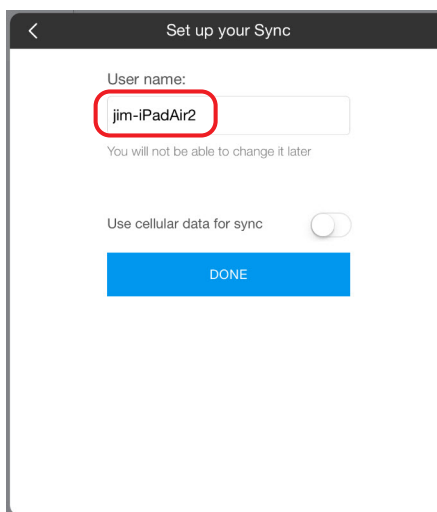 Set up your Sync
User name:
jim-iPadAir2
You will not be able to change it later
Use cellular data for sync
DONE